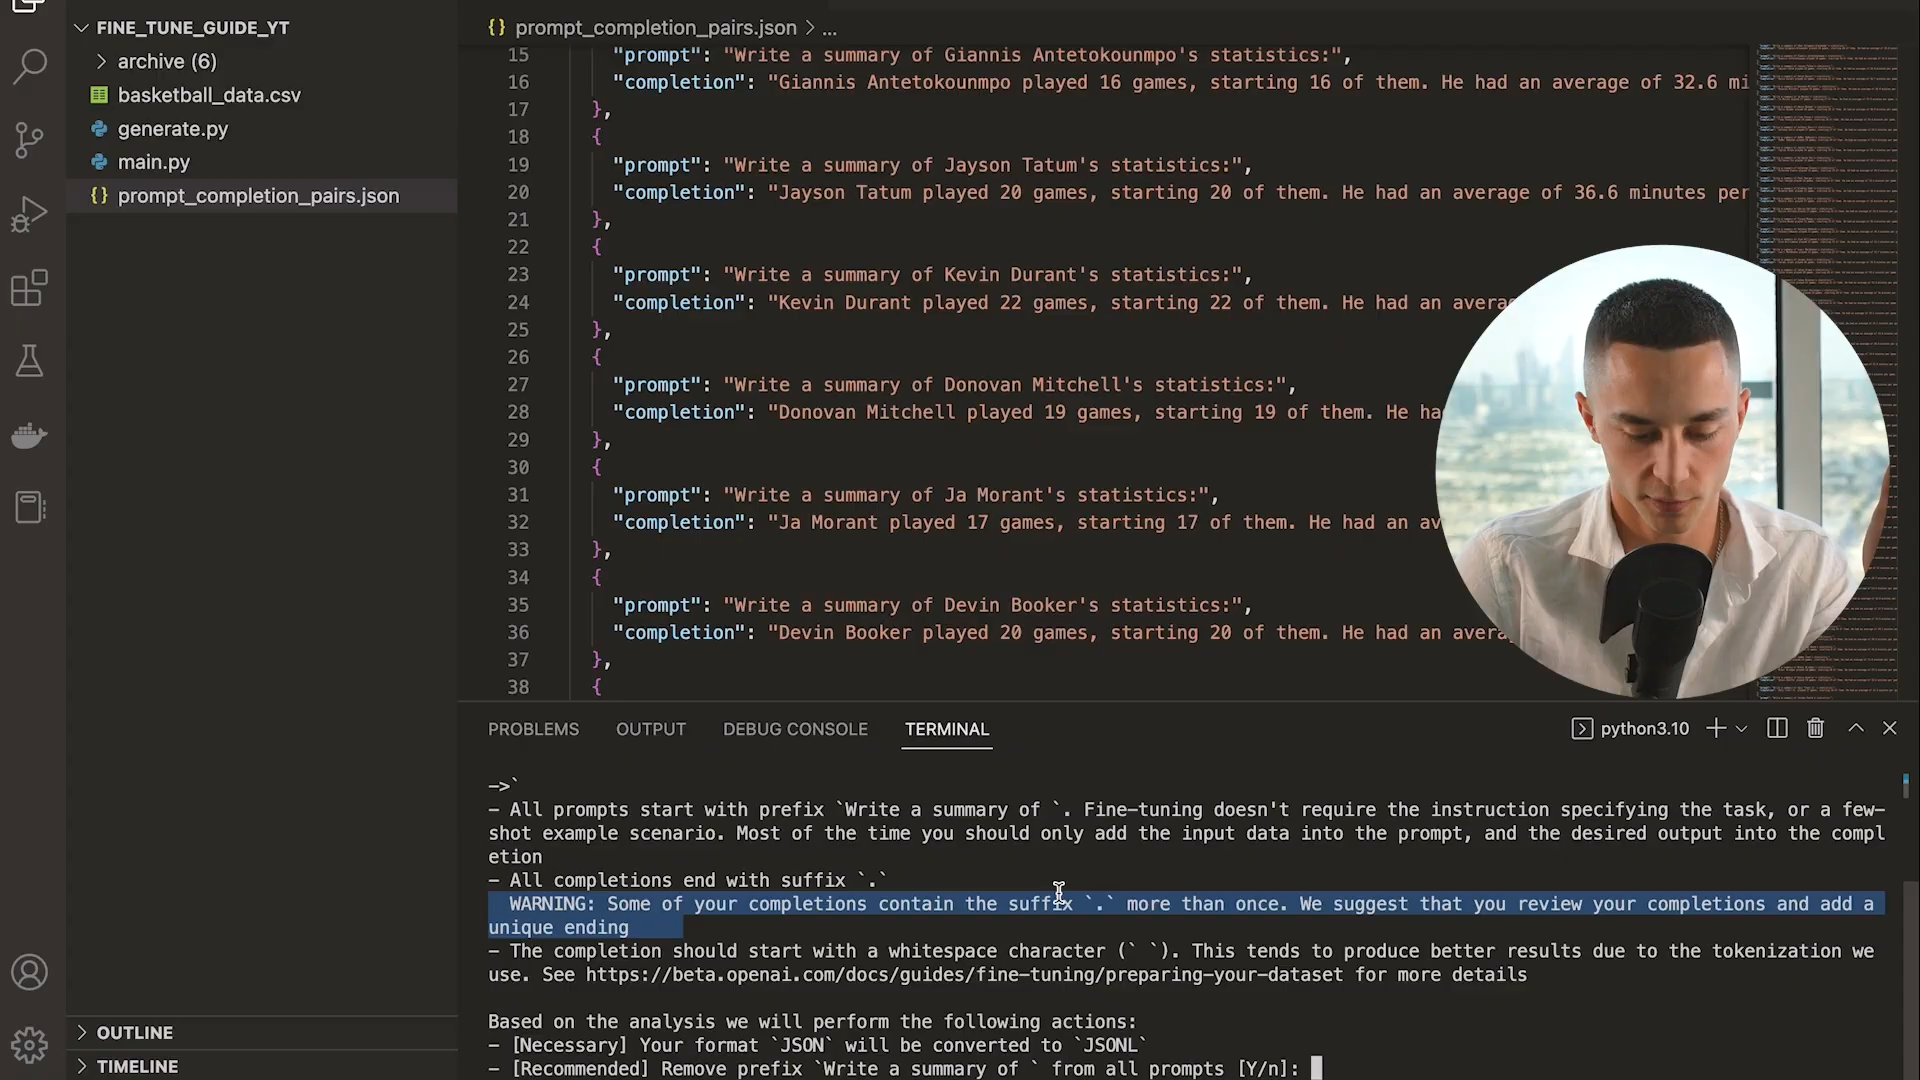 FINE_TUNE_GUIDE_YT
archive (6)
basketball_data.csv
generate.py
main.py
{} prompt_completion_pairs.json
OUTLINE
TIMELINE
{} prompt_completion_pairs.json > ...
15 "prompt": "Write a summary of Giannis Antetokounmpo's statistics:",
16 "completion": "Giannis Antetokounmpo played 16 games, starting 16 of them. He had an average of 32.6 mi
17 },
18 {
19 "prompt": "Write a summary of Jayson Tatum's statistics:",
20 "completion": "Jayson Tatum played 20 games, starting 20 of them. He had an average of 36.6 minutes per
21 },
22 {
23 "prompt": "Write a summary of Kevin Durant's statistics:",
24 "completion": "Kevin Durant played 22 games, starting 22 of them. He had an avera
25 },
26 {
27 "prompt": "Write a summary of Donovan Mitchell's statistics:",
28 "completion": "Donovan Mitchell played 19 games, starting 19 of them. He ha
29 },
30 {
31 "prompt": "Write a summary of Ja Morant's statistics:",
32 "completion": "Ja Morant played 17 games, starting 17 of them. He had an av
33 },
34 {
35 "prompt": "Write a summary of Devin Booker's statistics:",
36 "completion": "Devin Booker played 20 games, starting 20 of them. He had an avera
37 },
38 {
PROBLEMS OUTPUT DEBUG CONSOLE TERMINAL python3.10
->`
- All prompts start with prefix `Write a summary of `. Fine-tuning doesn't require the instruction specifying the task, or a few-
shot example scenario. Most of the time you should only add the input data into the prompt, and the desired output into the compl
etion
- All completions end with suffix `.`
WARNING: Some of your completions contain the suffix `.` more than once. We suggest that you review your completions and add a
unique ending
- The completion should start with a whitespace character (` `). This tends to produce better results due to the tokenization we
use. See https://beta.openai.com/docs/guides/fine-tuning/preparing-your-dataset for more details
Based on the analysis we will perform the following actions:
- [Necessary] Your format `JSON` will be converted to `JSONL`
- [Recommended] Remove prefix `Write a summary of ` from all prompts [Y/n]: